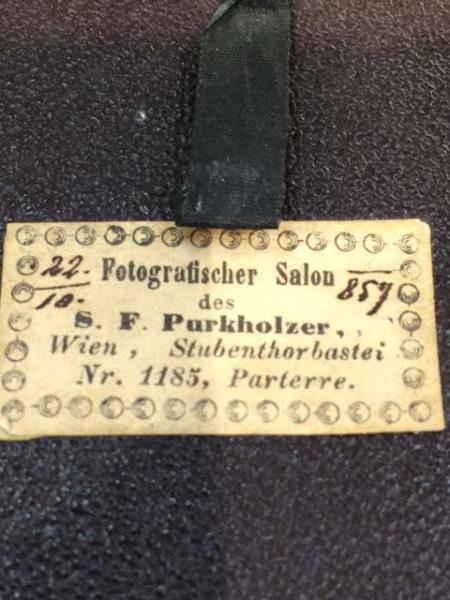 22. Fotografischer Salon 857
10. des
S. F. Purkholzer,
Wien, Stubenthorbastei
Nr. 1185, Parterre.